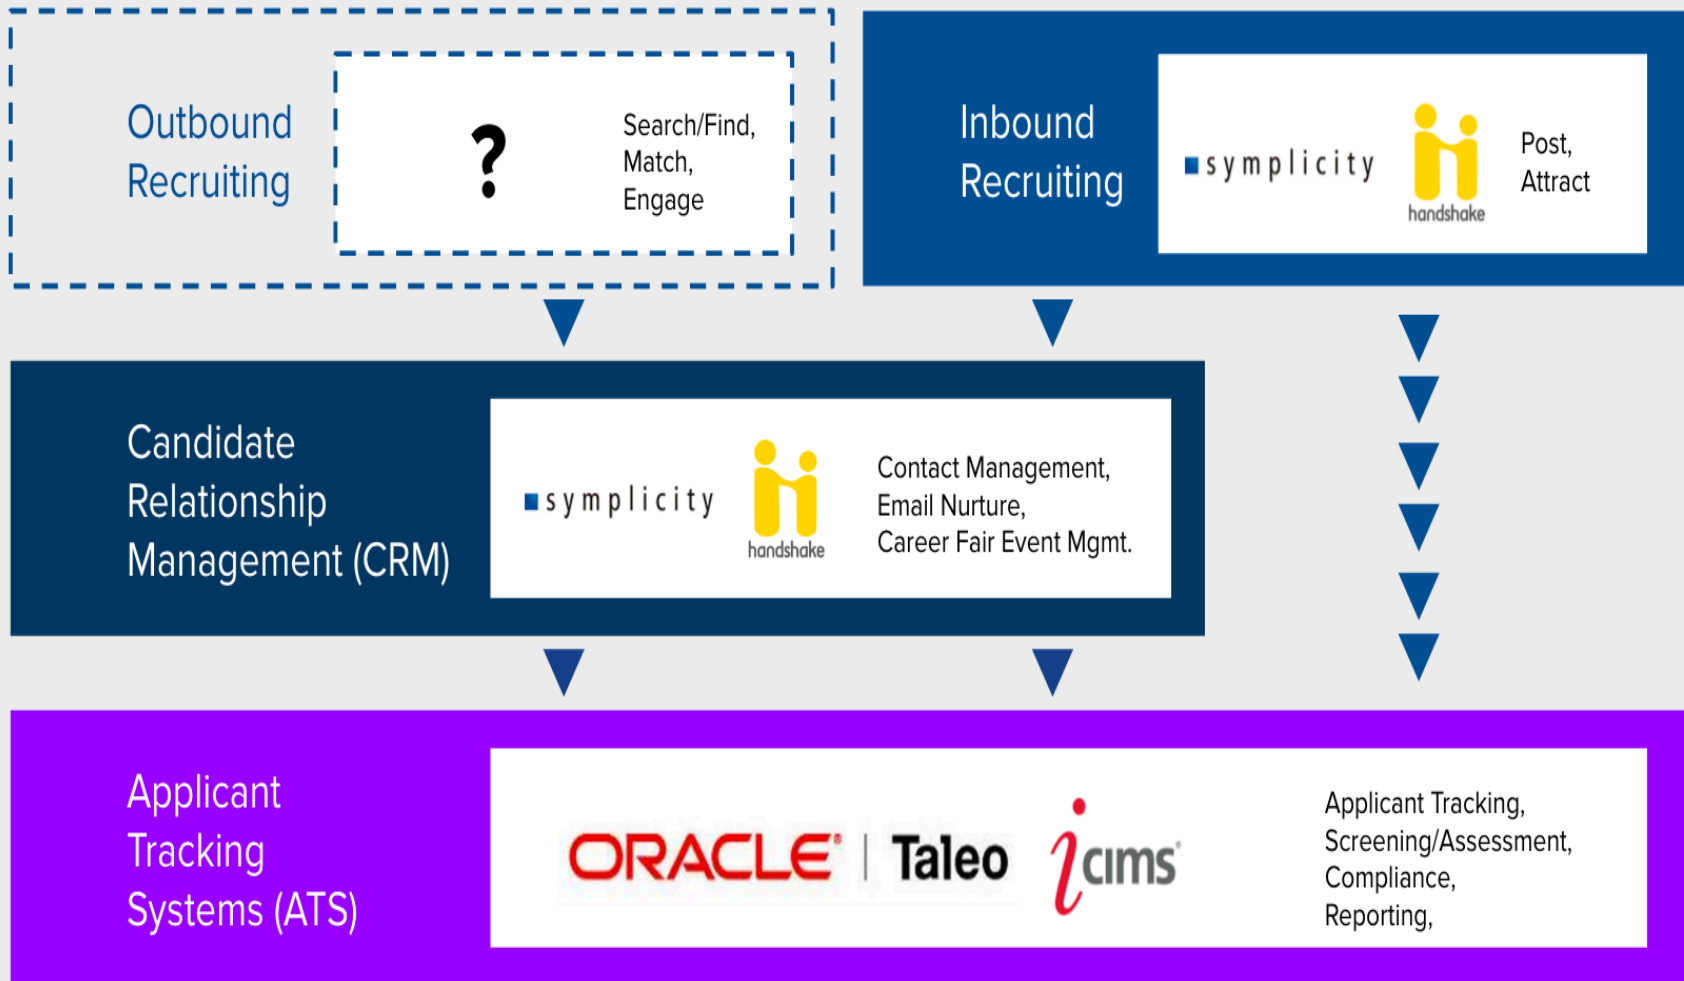 Outbound
Recruiting
?
Search/Find,
Match,
Engage
Inbound
Recruiting
symplicity
handshake
Post,
Attract
Candidate
Relationship
Management (CRM)
symplicity
handshake
Contact Management,
Email Nurture,
Career Fair Event Mgmt.
Applicant
Tracking
Systems (ATS)
ORACLE® | Taleo
icims®
Applicant Tracking,
Screening/Assessment,
Compliance,
Reporting,